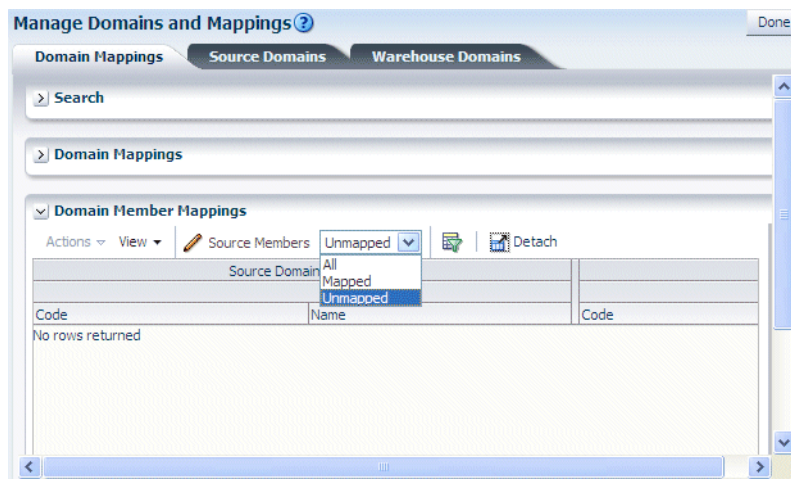 Manage Domains and Mappings
Done
Domain Mappings Source Domains Warehouse Domains
Search
Domain Mappings
Domain Member Mappings
Actions View Source Members Unmapped Detach
All
Mapped
Unmapped
Source Domain
Code Name Code
No rows returned